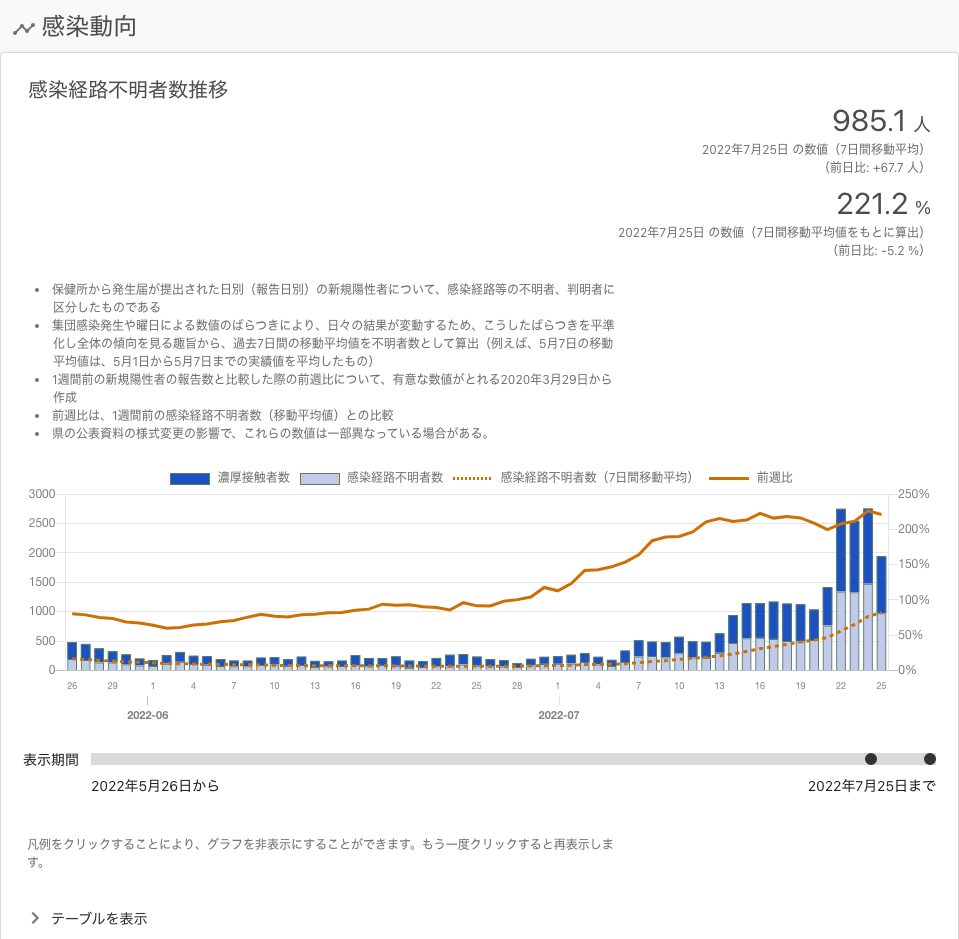 感染動向
感染経路不明者数推移
985.1 人
2022年7月25日 の数値（7日間移動平均）
（前日比: +67.7 人）
221.2 %
2022年7月25日 の数値（7日間移動平均値をもとに算出）
（前日比: -5.2 %）
• 保健所から発生届が提出された日別（報告日別）の新規陽性者について、感染経路等の不明者、判明者に
区分したものである
• 集団感染発生や曜日による数値のばらつきにより、日々の結果が変動するため、こうしたばらつきを平準
化し全体の傾向を見る趣旨から、過去7日間の移動平均値を不明者数として算出（例えば、5月7日の移動
平均値は、5月1日から5月7日までの実績値を平均したもの）
• 1週間前の新規陽性者の報告数と比較した際の前週比について、有意な数値がとれる2020年3月29日から
作成
• 前週比は、1週間前の感染経路不明者数（移動平均値）との比較
• 県の公表資料の様式変更の影響で、これらの数値は一部異なっている場合がある。
濃厚接触者数 感染経路不明者数 感染経路不明者数（7日間移動平均） 前週比
3000 250%
2500 200%
2000 150%
1500
1000 100%
500 50%
0 0%
26 29 1 4 7 10 13 16 19 22 25 28 1 4 7 10 13 16 19 22 25
2022-06 2022-07
表示期間
2022年5月26日から 2022年7月25日まで
凡例をクリックすることにより、グラフを非表示にすることができます。もう一度クリックすると再表示しま
す。
テーブルを表示